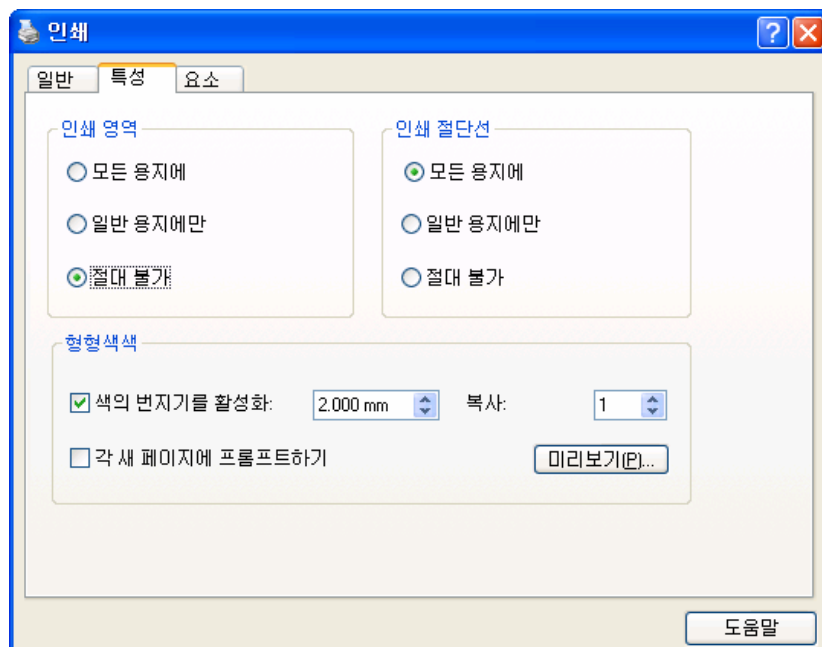 인쇄
일반 특성 요소
인쇄 영역 인쇄 절단선
모든 용지에 모든 용지에
일반 용지에만 일반 용지에만
절대 불가 절대 불가
형형색색
색의 번지기를 활성화: 2.000 mm 복사: 1
각 새 페이지에 프롬프트하기 미리보기(P)...
도움말